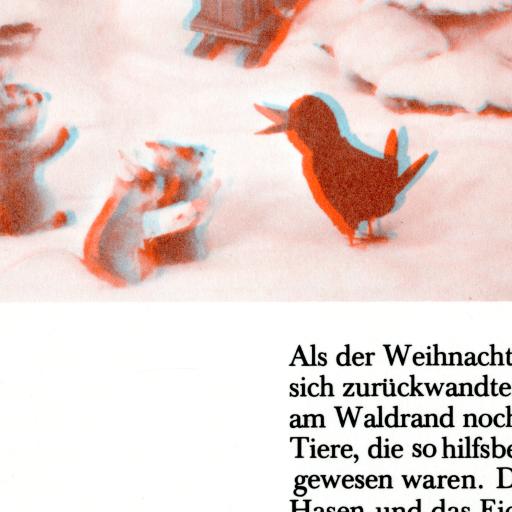 Als der Weihnacht
sich zurückwandte
am Waldrand noch
Tiere, die so hilfsbe
gewesen waren. D
Hasen und das Eic